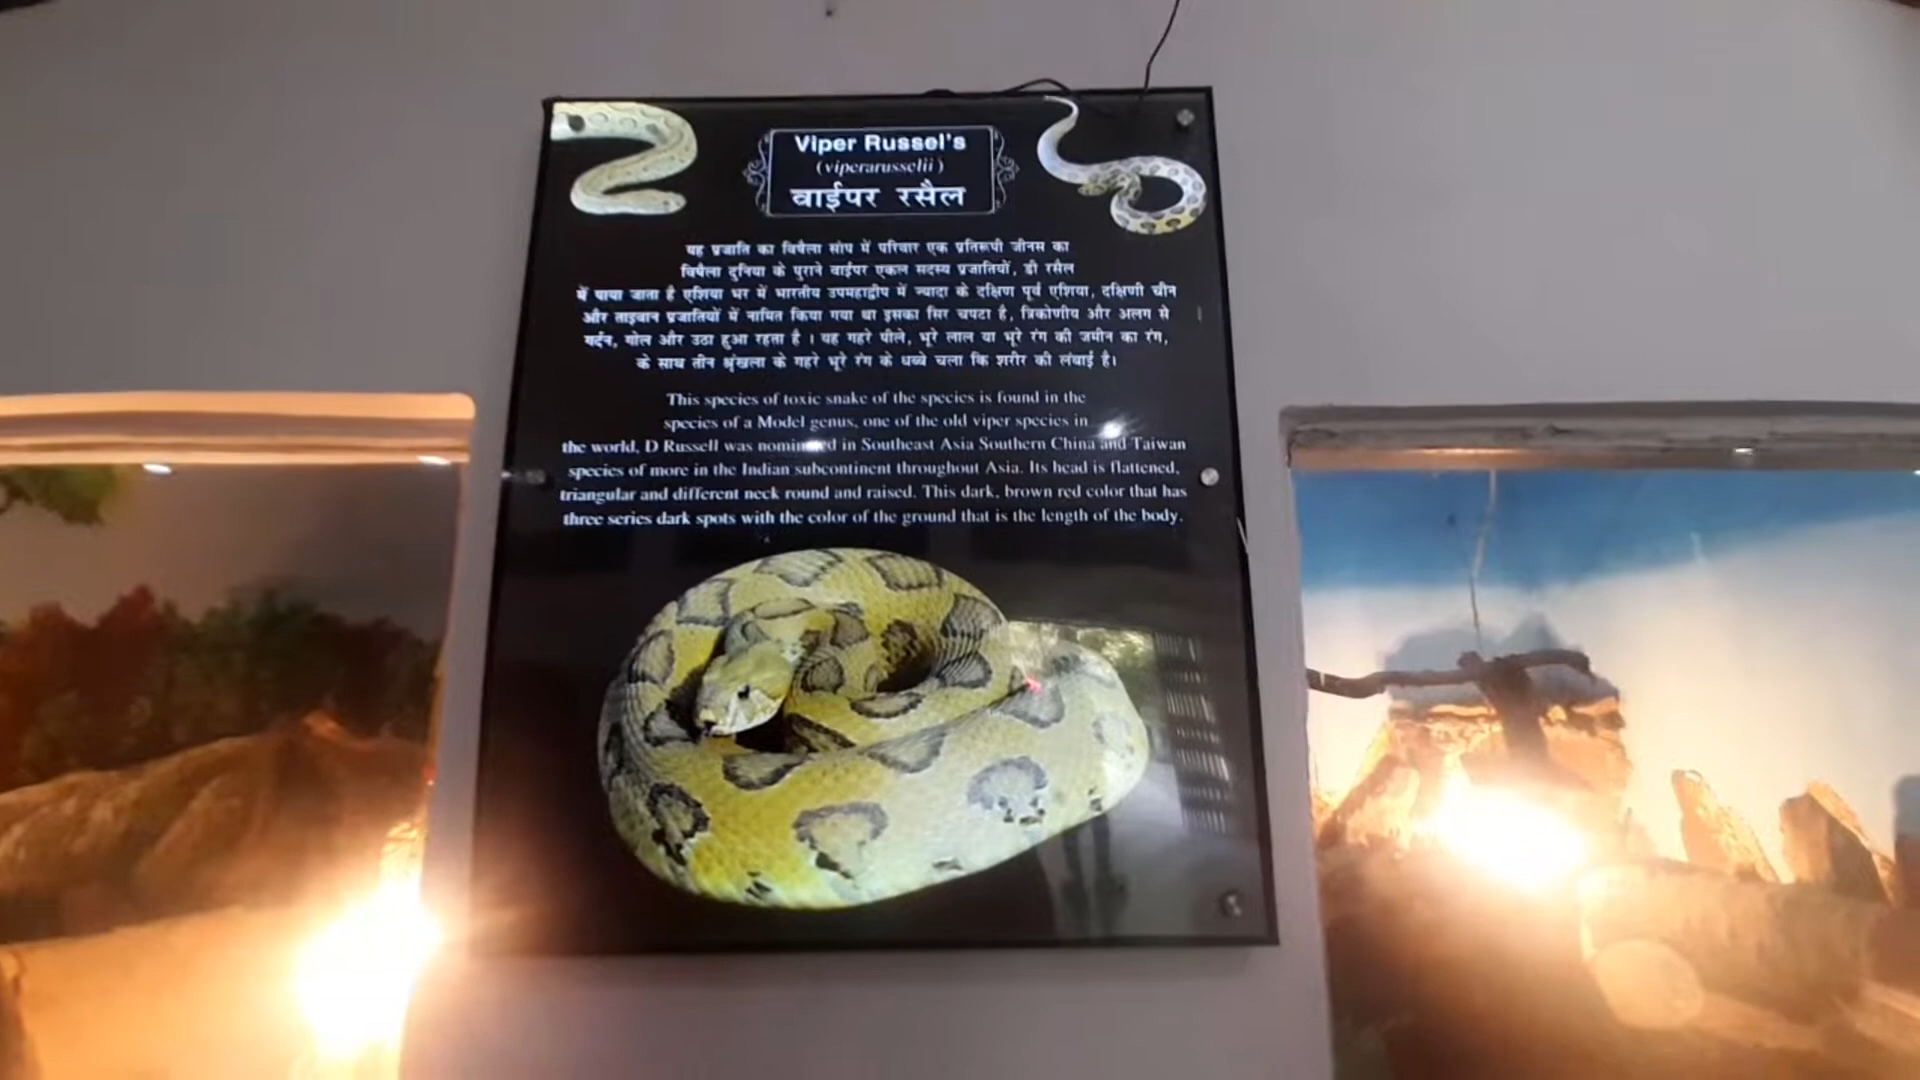 Viper Russel's
(viperarusselii)
वाईपर रसैल
यह प्रजाति का विषैला सांप में परिवार एक प्रतिरूपी जीनस का
विषैला दुनिया के पुराने वाईपर एकल सदस्य प्रजातियों, डी रसैल
में पाया जाता है एशिया भर में भारतीय उपमहाद्वीप में ज्यादा के दक्षिण पूर्व एशिया, दक्षिणी चीन
और ताइवान प्रजातियों में नामित किया गया था इसका सिर चपटा है, त्रिकोणीय और अलग से
गर्दन, गोल और उठा हुआ रहता है । यह गहरे पीले, भूरे लाल या भूरे रंग की जमीन का रंग,
के साथ तीन श्रृंखला के गहरे भूरे रंग के धब्बे चला कि शरीर की लंबाई है।
This species of toxic snake of the species is found in the
species of a Model genus, one of the old viper species in
the world, D Russell was nominated in Southeast Asia Southern China and Taiwan
species of more in the Indian subcontinent throughout Asia. Its head is flattened,
triangular and different neck round and raised. This dark, brown red color that has
three series dark spots with the color of the ground that is the length of the body.